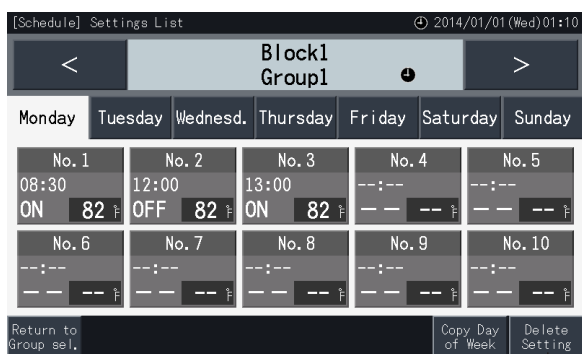 [Schedule] Settings List 2014/01/01(Wed)01:10
< Block1 >
Group1
Monday Tuesday Wednesd. Thursday Friday Saturday Sunday
No.1 No.2 No.3 No.4 No.5
08:30 12:00 13:00 --:-- --:--
ON 82 °F OFF 82 °F ON 82 °F -- -- °F -- -- °F
No.6 No.7 No.8 No.9 No.10
--:-- --:-- --:-- --:-- --:--
-- -- °F -- -- °F -- -- °F -- -- °F -- -- °F
Return to Copy Day Delete
Group sel. of Week Setting